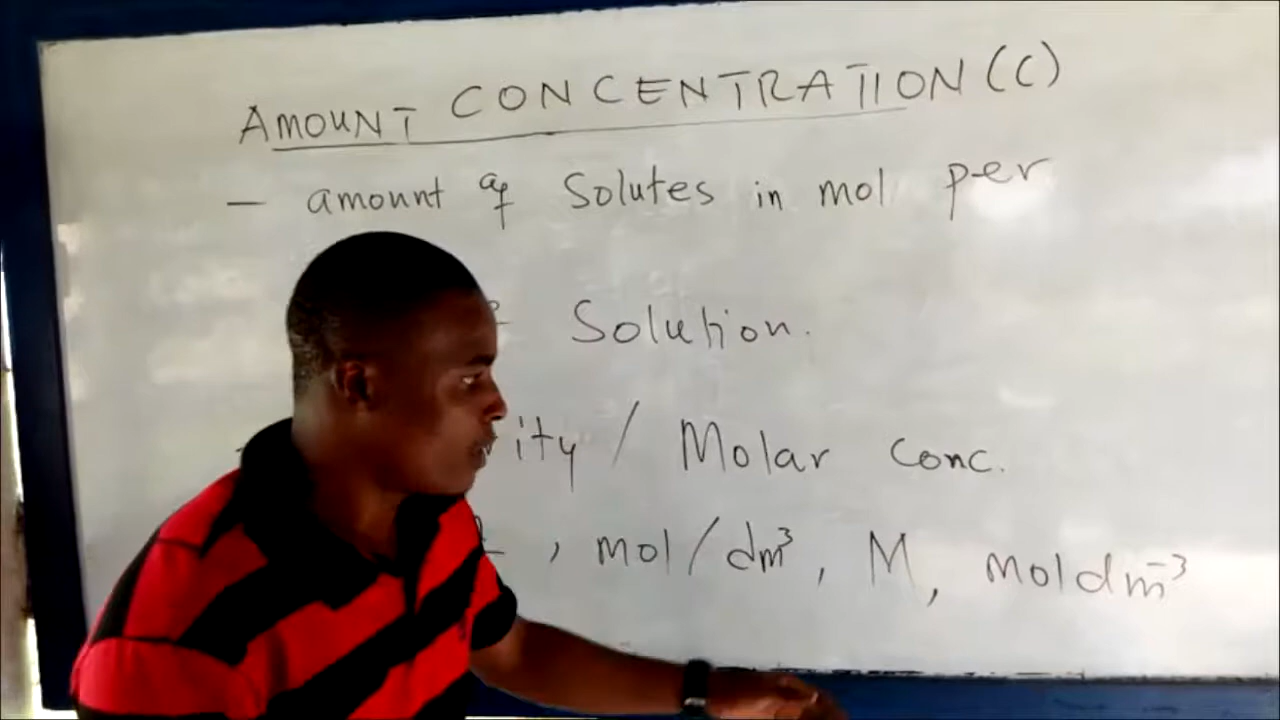 AMOUNT CONCENTRATION (C)
– amount of Solutes in mol per
Solution.
ity / Molar Conc.
, mol/dm³, M, moldm⁻³